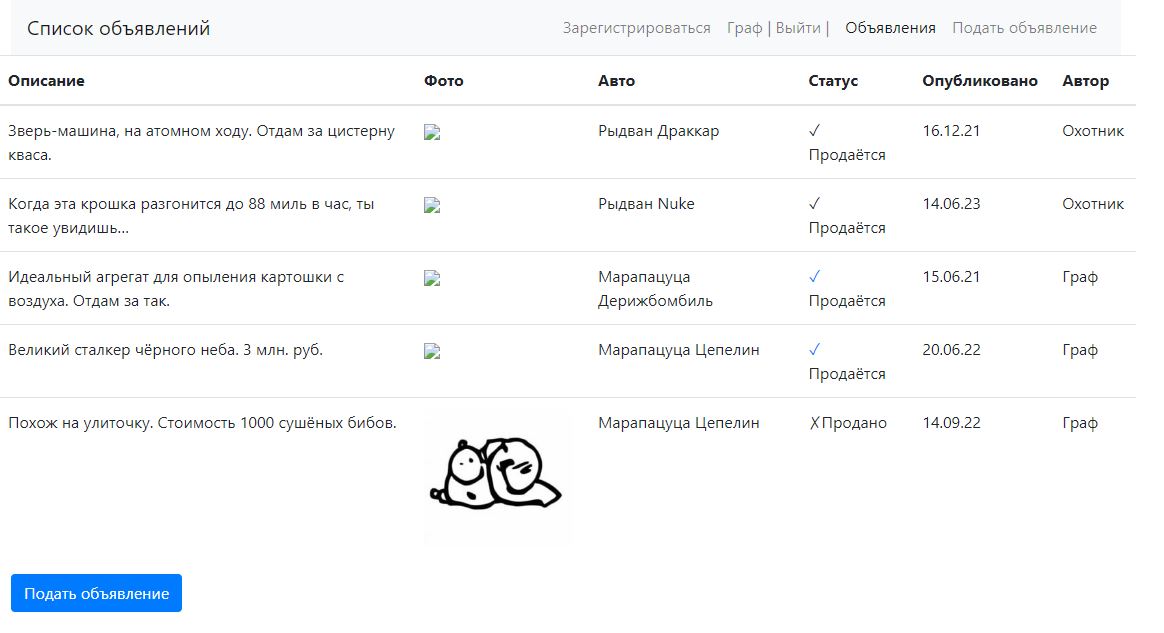 Список объявлений
Зарегистрироваться Граф | Выйти | Объявления Подать объявление
Описание Фото Авто Статус Опубликовано Автор
Зверь-машина, на атомном ходу. Отдам за цистерну
кваса.
Рыдван Драккар
✓
Продаётся
16.12.21
Охотник
Когда эта крошка разгонится до 88 миль в час, ты
такое увидишь...
Рыдван Nuke
✓
Продаётся
14.06.23
Охотник
Идеальный агрегат для опыления картошки с
воздуха. Отдам за так.
Марапацуца
Дерижбомбиль
✓
Продаётся
15.06.21
Граф
Великий сталкер чёрного неба. 3 млн. руб.
Марапацуца Цепелин
✓
Продаётся
20.06.22
Граф
Похож на улиточку. Стоимость 1000 сушёных бибов.
Марапацуца Цепелин
✗Продано
14.09.22
Граф
Подать объявление